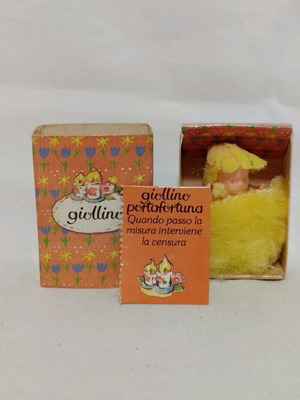 giollino
giollino
portafortuna
Quando passo la
misura interviene
la censura